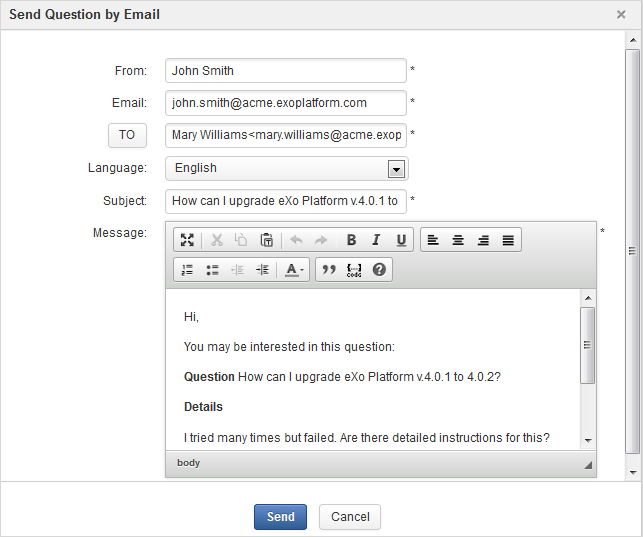 Send Question by Email ×
From: John Smith *
Email: john.smith@acme.exoplatform.com *
TO Mary Williams<mary.williams@acme.exop *
Language: English
Subject: How can I upgrade eXo Platform v.4.0.1 to *
Message: *
B I U
A
{...} code ?
Hi,
You may be interested in this question:
Question How can I upgrade eXo Platform v.4.0.1 to 4.0.2?
Details
I tried many times but failed. Are there detailed instructions for this?
body
Send Cancel